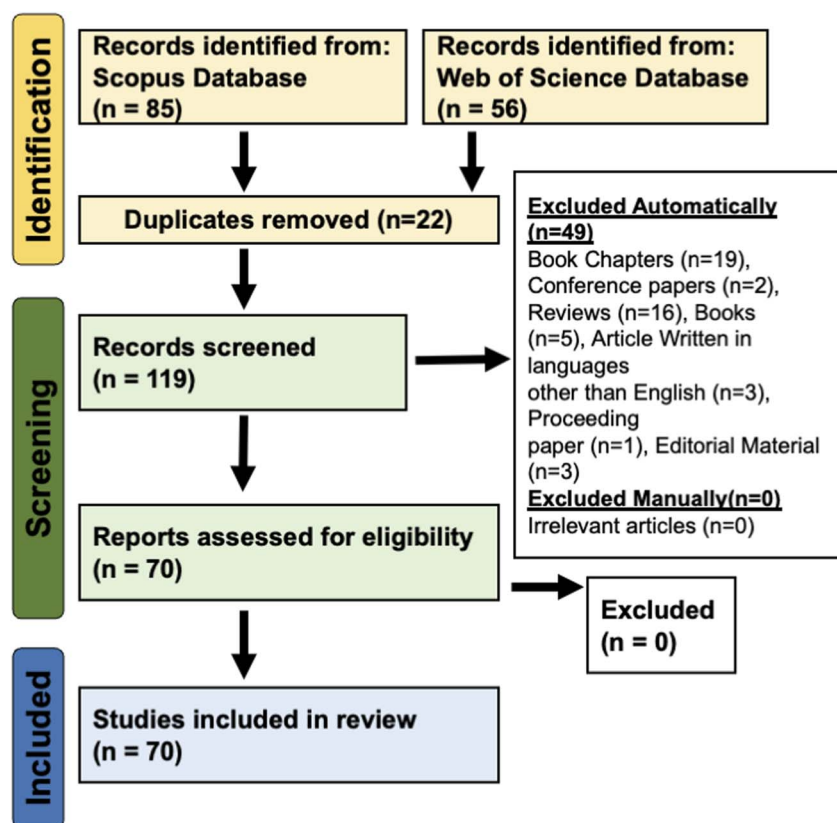 Identification
Records identified from:
Scopus Database
(n = 85)
Records identified from:
Web of Science Database
(n = 56)
Duplicates removed (n=22)
Screening
Records screened
(n = 119)
Excluded Automatically
(n=49)
Book Chapters (n=19),
Conference papers (n=2),
Reviews (n=16), Books
(n=5), Article Written in
languages
other than English (n=3),
Proceeding
paper (n=1), Editorial Material
(n=3)
Excluded Manually(n=0)
Irrelevant articles (n=0)
Reports assessed for eligibility
(n = 70)
Excluded
(n = 0)
Included
Studies included in review
(n = 70)